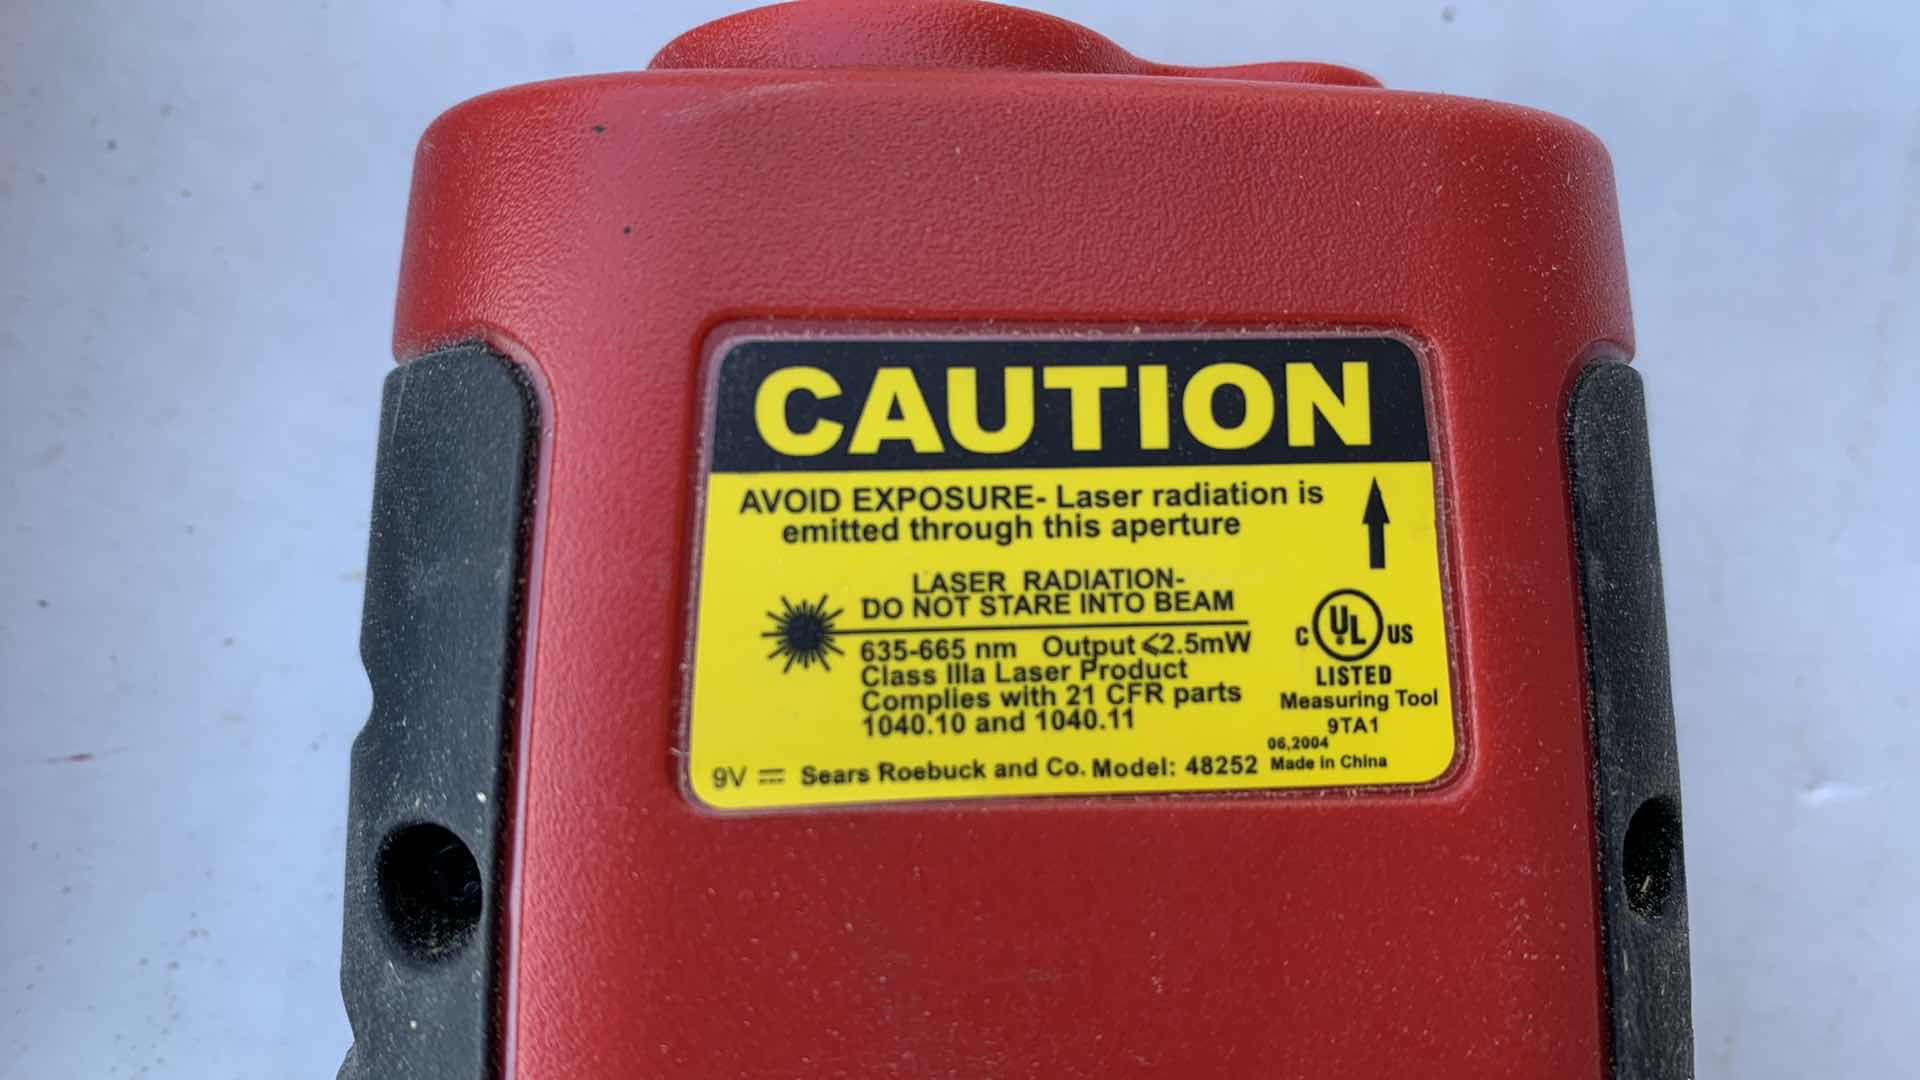 CAUTION
AVOID EXPOSURE- Laser radiation is
emitted through this aperture
LASER RADIATION-
DO NOT STARE INTO BEAM
635-665 nm Output ⩽2.5mW
Class IIIa Laser Product
Complies with 21 CFR parts
1040.10 and 1040.11
C UL US
LISTED
Measuring Tool
9TA1
06,2004
9V Sears Roebuck and Co. Model: 48252 Made in China